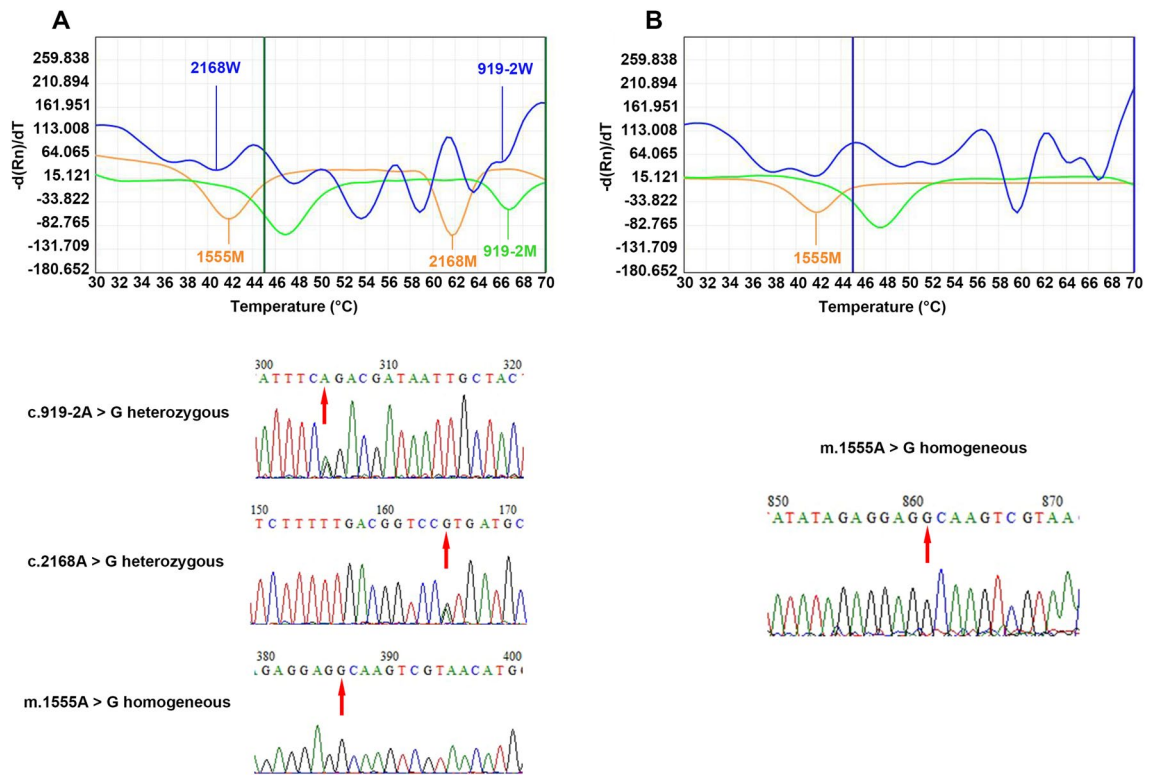 A
B
259.838
210.894
161.951
113.008
64.065
15.121
-33.822
-82.765
-131.709
-180.652
-d(Rn)/dT
2168W
919-2W
1555M
2168M
919-2M
30 32 34 36 38 40 42 44 46 48 50 52 54 56 58 60 62 64 66 68 70
Temperature (°C)
259.838
210.894
161.951
113.008
64.065
15.121
-33.822
-82.765
-131.709
-180.652
-d(Rn)/dT
1555M
30 32 34 36 38 40 42 44 46 48 50 52 54 56 58 60 62 64 66 68 70
Temperature (°C)
300 310 320
A T T T C A G A C G A T A A T T G C T A C
c.919-2A > G heterozygous
150 160 170
T C T T T T T G A C G G T C C G T G A T G C
c.2168A > G heterozygous
380 390 400
G A G G A G G C A A G T C G T A A C A T G
m.1555A > G homogeneous
m.1555A > G homogeneous
850 860 870
A T A T A G A G G A G G C A A G T C G T A A